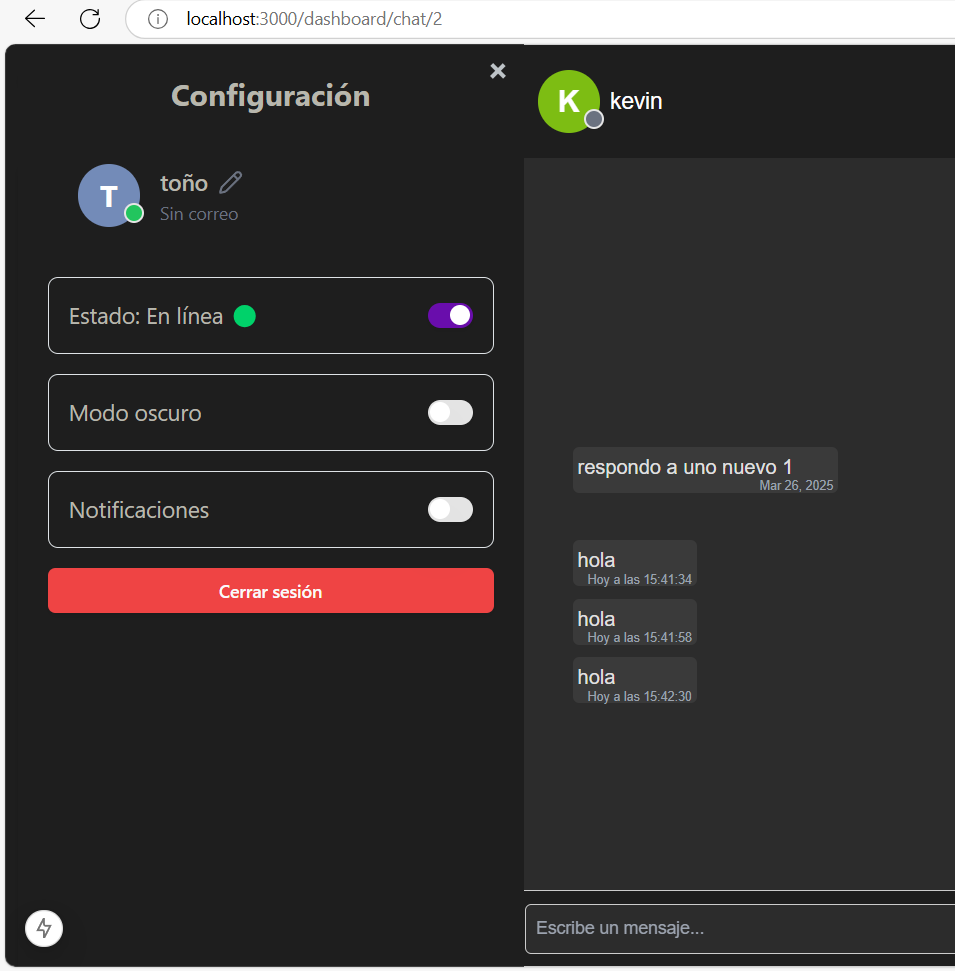 localhost:3000/dashboard/chat/2
Configuración
T
toño
Sin correo
Estado: En línea
Modo oscuro
Notificaciones
Cerrar sesión
K
kevin
respondo a uno nuevo 1
Mar 26, 2025
hola
Hoy a las 15:41:34
hola
Hoy a las 15:41:58
hola
Hoy a las 15:42:30
Escribe un mensaje...